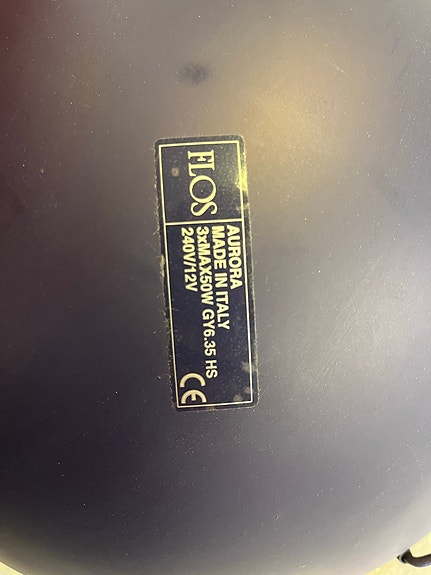 FLOS
AURORA
MADE IN ITALY
3xMAX50W GY6.35 HS
240V/12V
CE